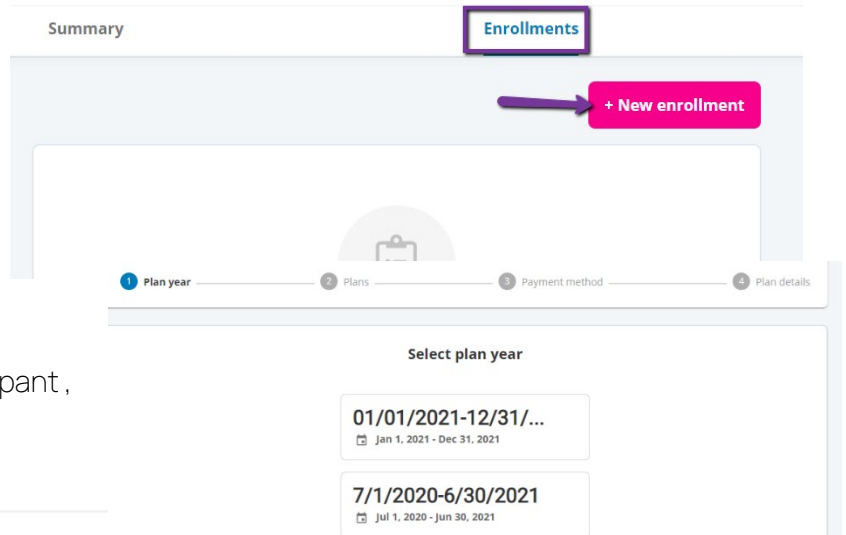 Summary
Enrollments
+ New enrollment
1 Plan year
2 Plans
3 Payment method
4 Plan details
Select plan year
pant,
01/01/2021-12/31/...
Jan 1, 2021 - Dec 31, 2021
7/1/2020-6/30/2021
Jul 1, 2020 - Jun 30, 2021